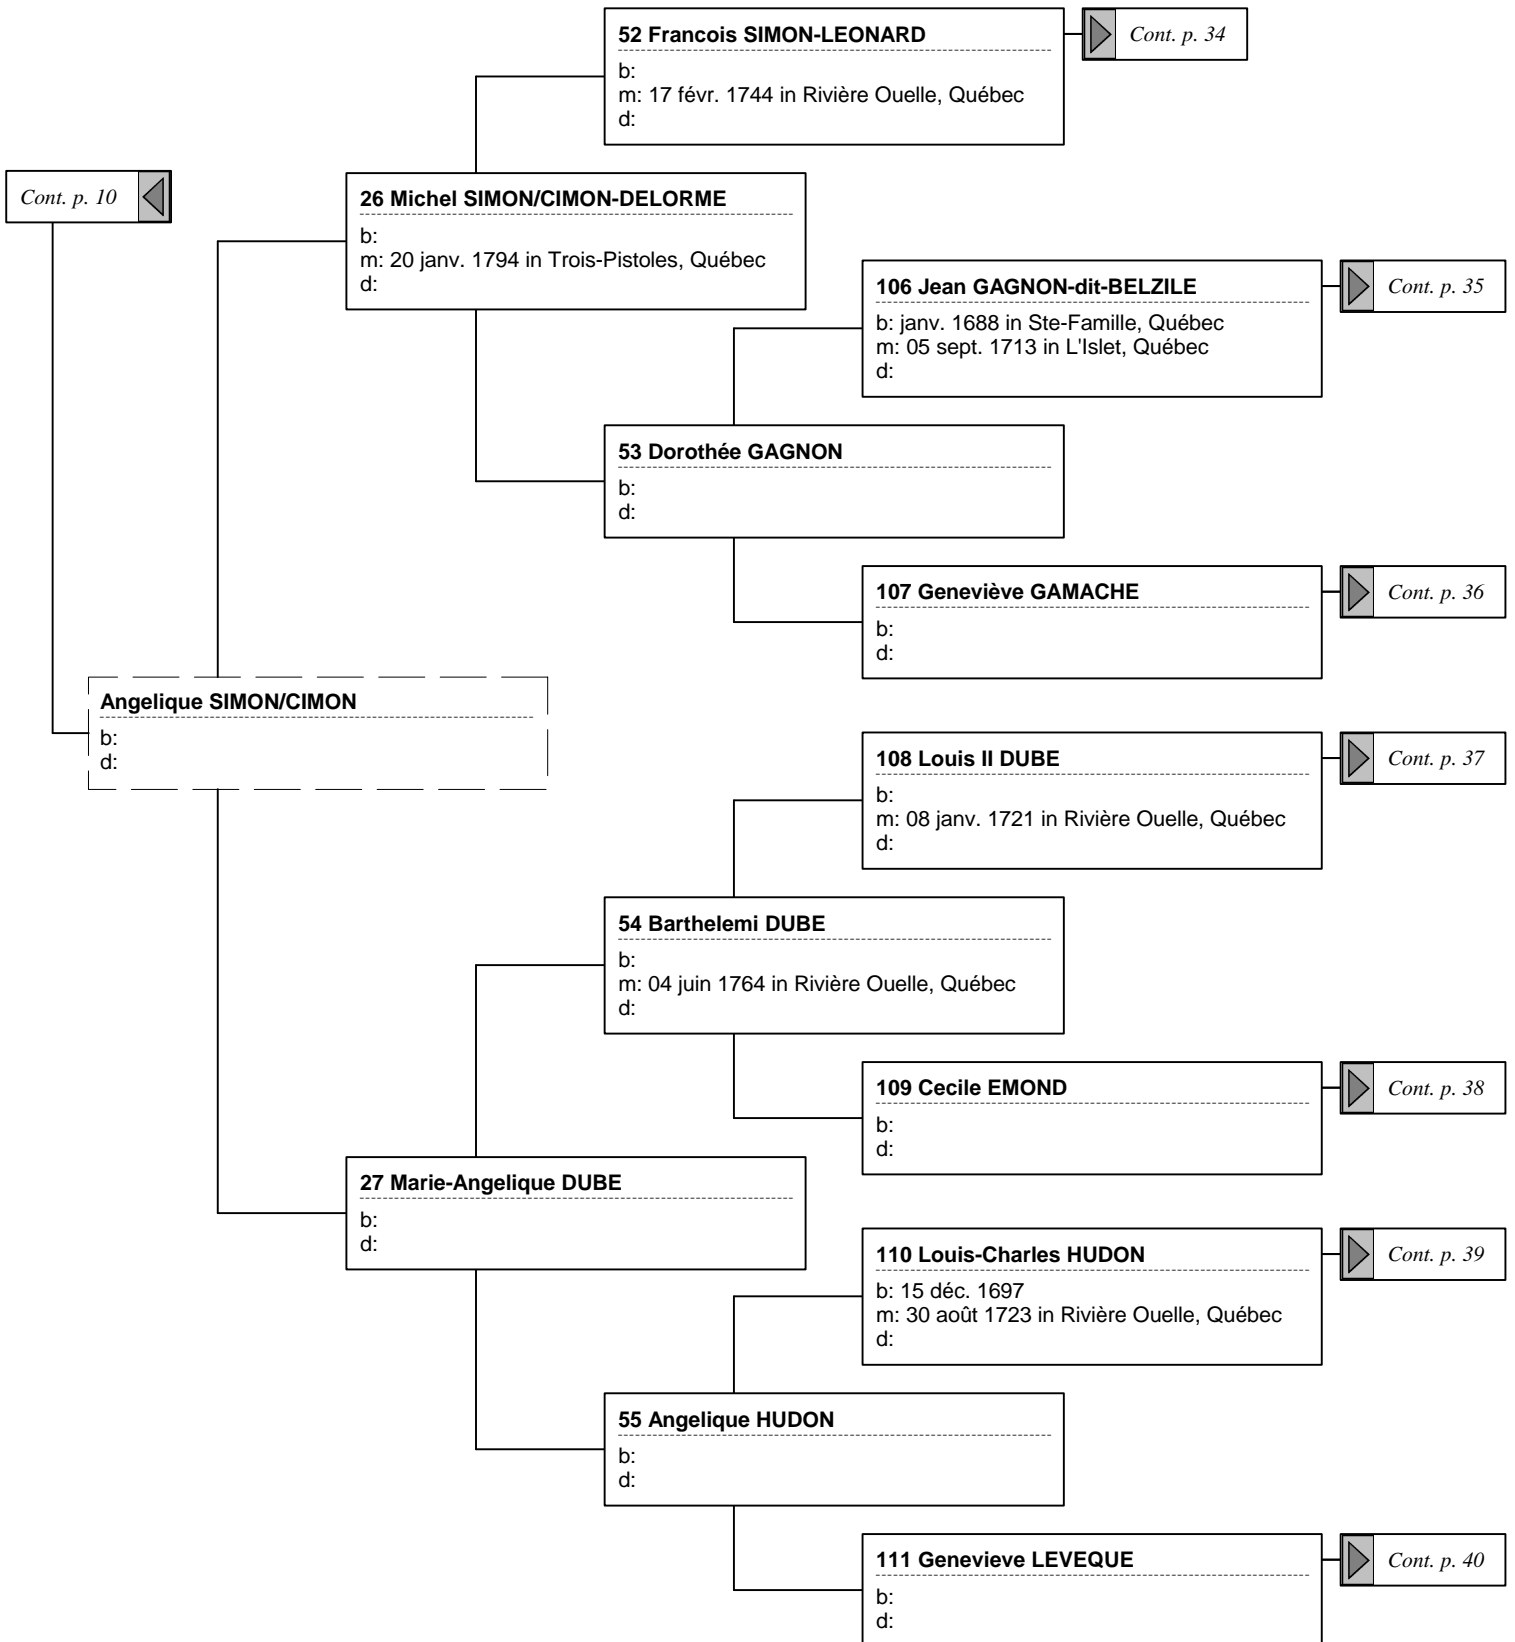 52 Francois SIMON-LEONARD
b:
m: 17 févr. 1744 in Rivière Ouelle, Québec
d:
Cont. p. 34
Cont. p. 10
26 Michel SIMON/CIMON-DELORME
b:
m: 20 janv. 1794 in Trois-Pistoles, Québec
d:
106 Jean GAGNON-dit-BELZILE
b: janv. 1688 in Ste-Famille, Québec
m: 05 sept. 1713 in L'Islet, Québec
d:
Cont. p. 35
53 Dorothée GAGNON
b:
d:
107 Geneviève GAMACHE
b:
d:
Cont. p. 36
Angelique SIMON/CIMON
b:
d:
108 Louis II DUBE
b:
m: 08 janv. 1721 in Rivière Ouelle, Québec
d:
Cont. p. 37
54 Barthelemi DUBE
b:
m: 04 juin 1764 in Rivière Ouelle, Québec
d:
109 Cecile EMOND
b:
d:
Cont. p. 38
27 Marie-Angelique DUBE
b:
d:
110 Louis-Charles HUDON
b: 15 déc. 1697
m: 30 août 1723 in Rivière Ouelle, Québec
d:
Cont. p. 39
55 Angelique HUDON
b:
d:
111 Genevieve LEVEQUE
b:
d:
Cont. p. 40